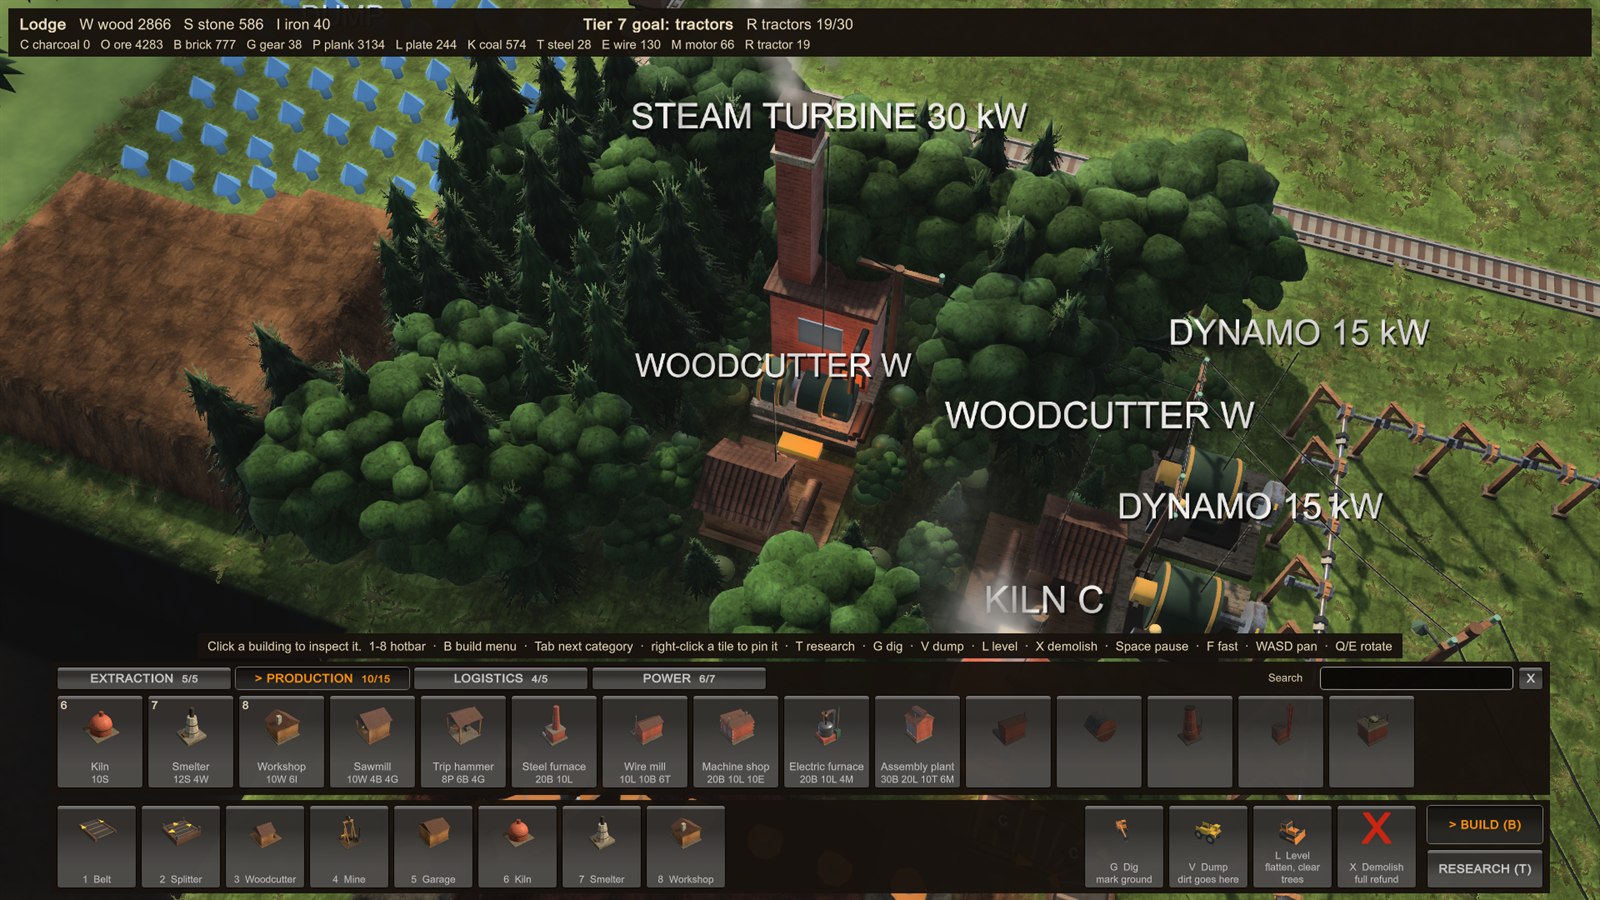 PUMP
Lodge W wood 2866 S stone 586 I iron 40
Tier 7 goal: tractors R tractors 19/30
C charcoal 0 O ore 4283 B brick 777 G gear 38 P plank 3134 L plate 244 K coal 574 T steel 28 E wire 130 M motor 66 R tractor 19
STEAM TURBINE 30 kW
DYNAMO 15 kW
WOODCUTTER W
WOODCUTTER W
DYNAMO 15 kW
KILN C
Click a building to inspect it. 1-8 hotbar · B build menu · Tab next category · right-click a tile to pin it · T research · G dig · V dump · L level · X demolish · Space pause · F fast · WASD pan · Q/E rotate
EXTRACTION 5/5
> PRODUCTION 10/15
LOGISTICS 4/5
POWER 6/7
Search
X
6
Kiln
10S
7
Smelter
12S 4W
8
Workshop
10W 6I
Sawmill
10W 4B 4G
Trip hammer
8P 6B 4G
Steel furnace
20B 10L
Wire mill
10L 10B 6T
Machine shop
20B 10L 10E
Electric furnace
20B 10L 4M
Assembly plant
30B 20L 10T 6M
1 Belt
2 Splitter
3 Woodcutter
4 Mine
5 Garage
6 Kiln
7 Smelter
8 Workshop
G Dig
mark ground
V Dump
dirt goes here
L Level
flatten, clear
trees
X Demolish
full refund
> BUILD (B)
RESEARCH (T)